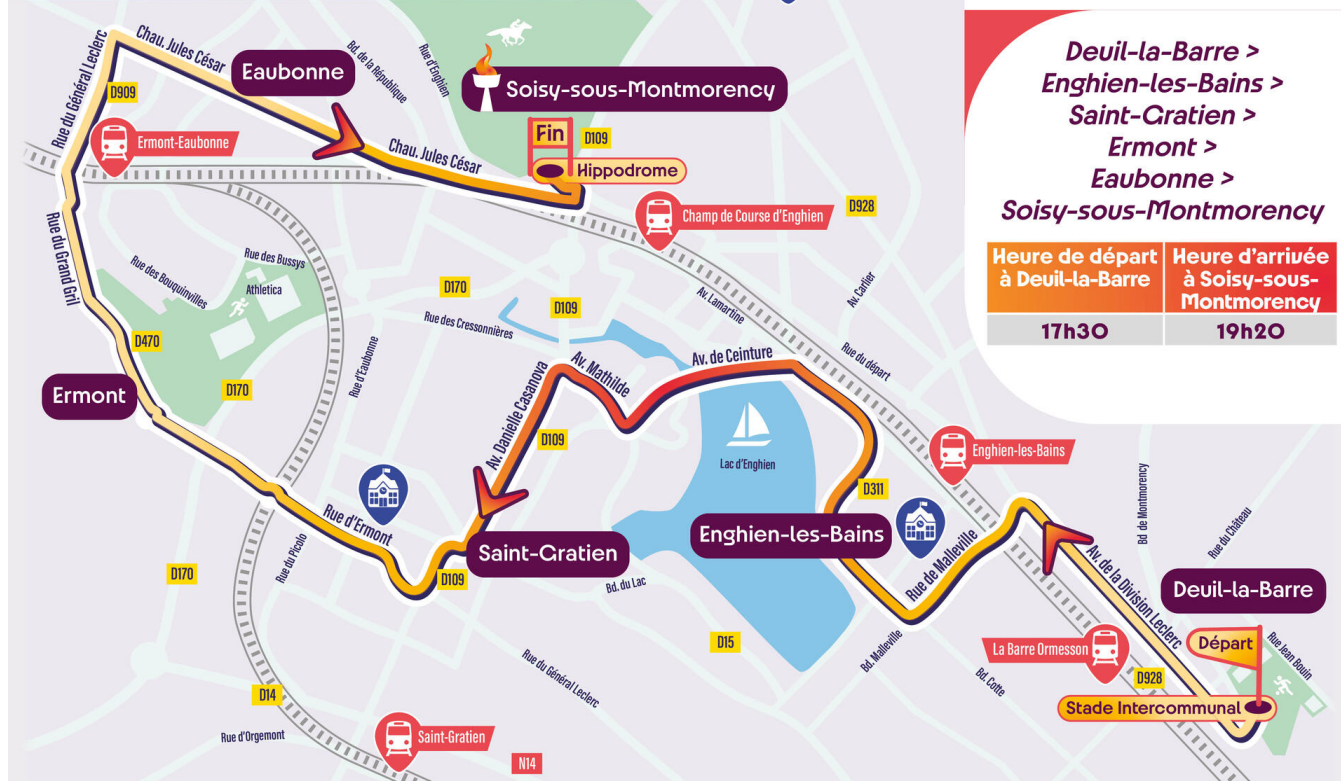 Deuil-la-Barre >
Enghien-les-Bains >
Saint-Gratien >
Ermont >
Eaubonne >
Soisy-sous-Montmorency
Heure de départ
à Deuil-la-Barre
Heure d'arrivée
à Soisy-sous-
Montmorency
17h30
19h20
Rue du Général Leclerc
Chau. Jules César
Eaubonne
Bd. de la République
Rue d'Enghien
Soisy-sous-Montmorency
D909
Ermont-Eaubonne
Chau. Jules César
Fin
D109
Hippodrome
Champ de Course d'Enghien
D928
Rue du Grand Gril
Rue des Bouquinvilles
Rue des Bussys
Athletica
D170
D109
Rue des Cressonnières
Av. Lamartine
Av. Carlier
D470
Rue d'Eaubonne
Av. Mathilde
Av. de Ceinture
Rue du départ
Ermont
D170
Av. Danielle Casanova
D109
Lac d'Enghien
Enghien-les-Bains
D311
Bd de Montmorency
Rue du Château
Rue d'Ermont
Saint-Gratien
Enghien-les-Bains
Rue de Malleville
Av. de la Division Leclerc
Deuil-la-Barre
D170
Rue du Picolo
D109
Bd. du Lac
D15
Bd. Malleville
Bd. Cotte
La Barre Ormesson
Départ
Rue Jean Bouin
D928
Stade Intercommunal
D14
Rue du Général Leclerc
Rue d'Orgemont
Saint-Gratien
N14